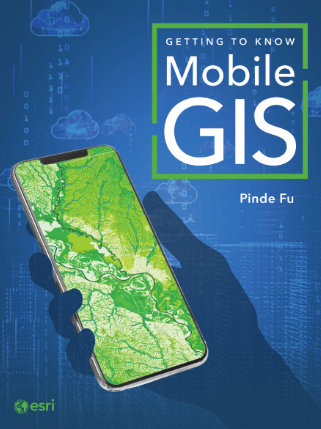 GETTING TO KNOW
Mobile
GIS
Pinde Fu
esri